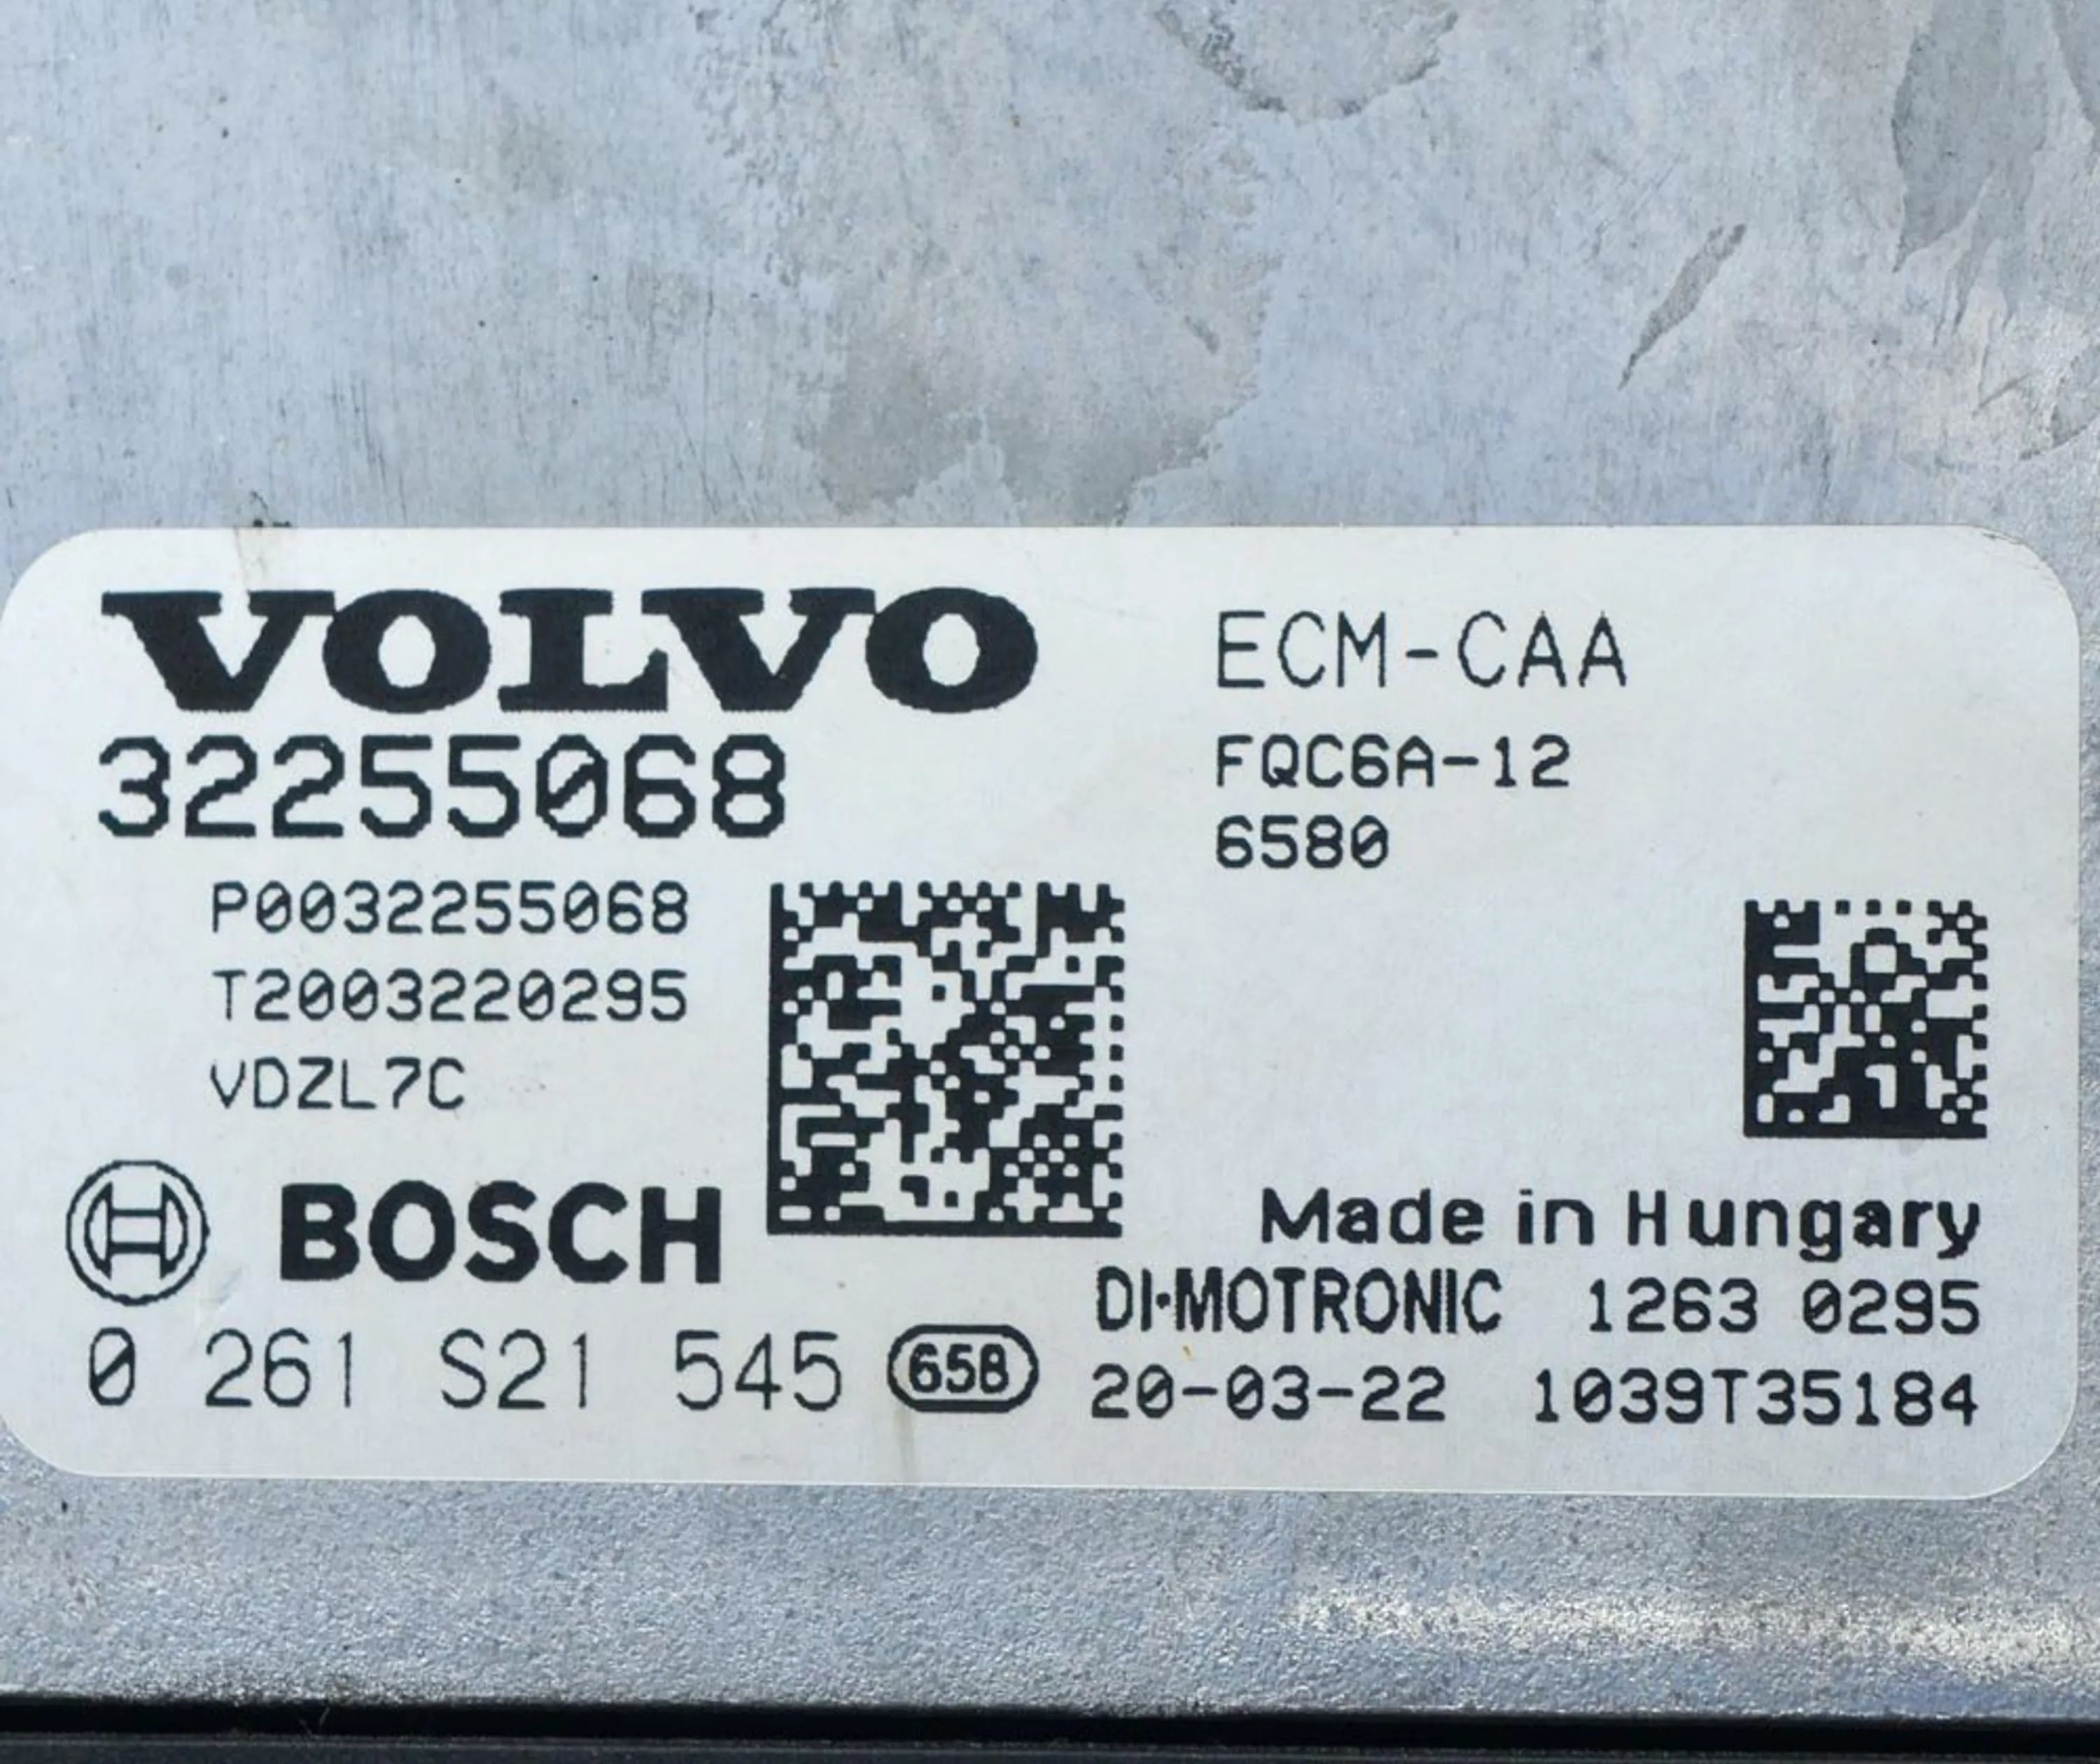 VOLVO
32255068
ECM-CAA
FQC6A-12
6580
P0032255068
T2003220295
VDZL7C
BOSCH
Made in Hungary
DI·MOTRONIC 1263 0295
0 261 S21 545 65B
20-03-22 1039T35184